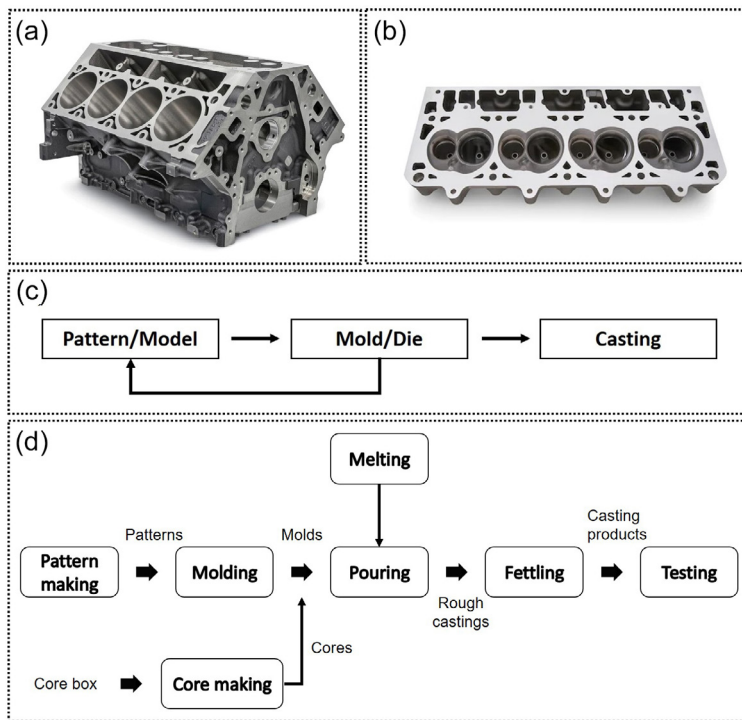 (a)
(b)
(c)
Pattern/Model
Mold/Die
Casting
(d)
Melting
Patterns
Molds
Casting
products
Pattern
making
Molding
Pouring
Fettling
Testing
Rough
castings
Cores
Core box
Core making